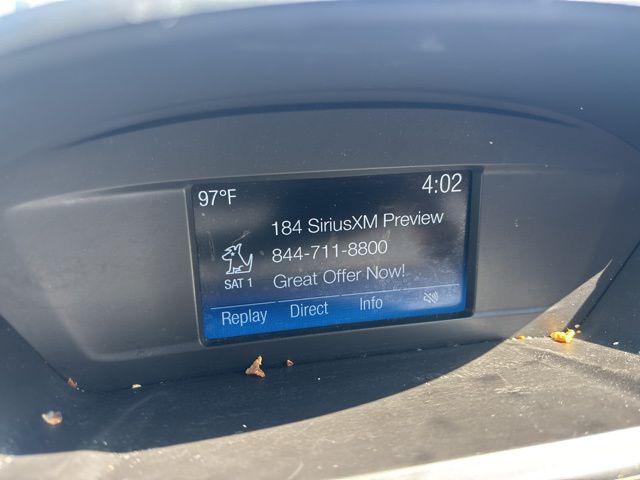 97°F 4:02
184 SiriusXM Preview
844-711-8800
Great Offer Now!
SAT 1
Replay Direct Info